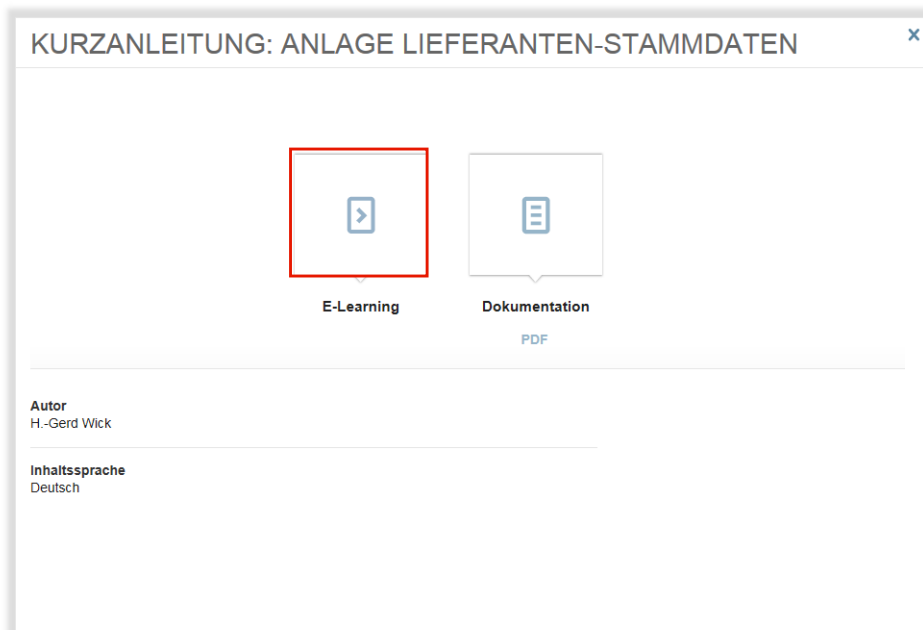 KURZANLEITUNG: ANLAGE LIEFERANTEN-STAMMDATEN
E-Learning
Dokumentation
PDF
Autor
H.-Gerd Wick
Inhaltssprache
Deutsch